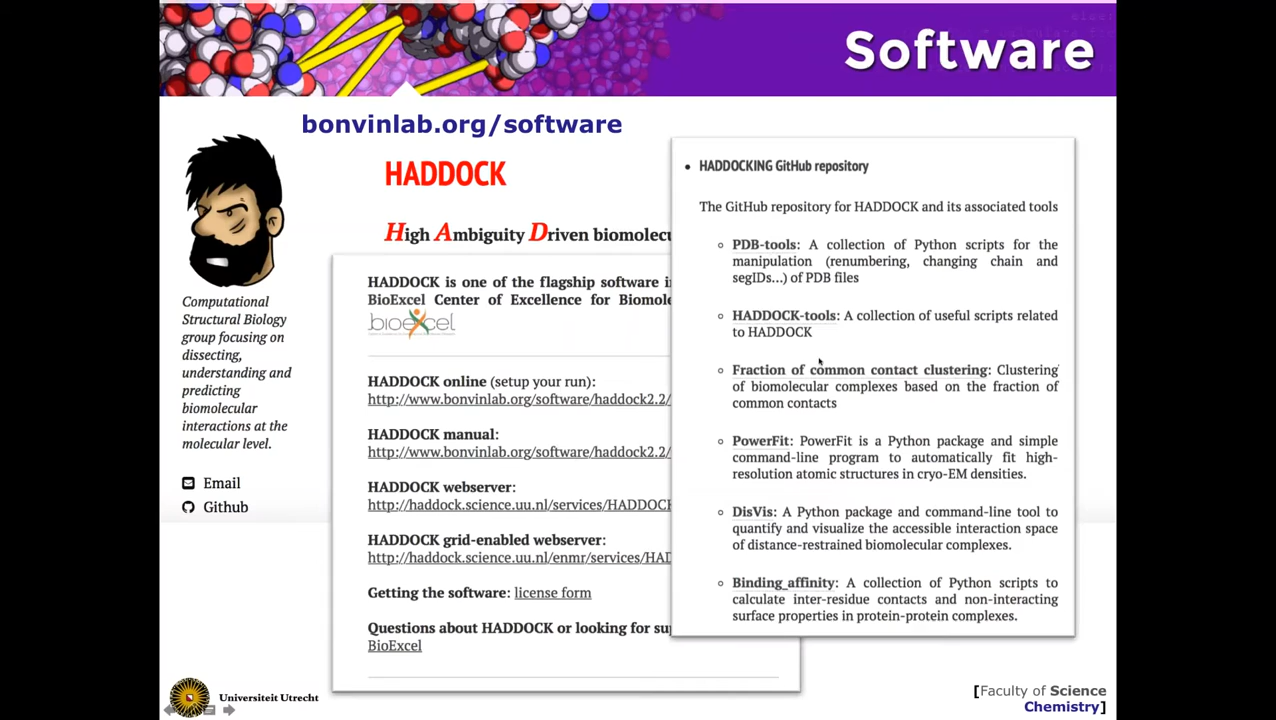 Software
bonvinlab.org/software
HADDOCK
High Ambiguity Driven biomolecu
Computational
Structural Biology
group focusing on
dissecting,
understanding and
predicting
biomolecular
interactions at the
molecular level.
Email
Github
HADDOCK is one of the flagship software i
BioExcel Center of Excellence for Biomole
bioexcel
HADDOCK online (setup your run):
http://www.bonvinlab.org/software/haddock2.2/
HADDOCK manual:
http://www.bonvinlab.org/software/haddock2.2/
HADDOCK webserver:
http://haddock.science.uu.nl/services/HADDOCK
HADDOCK grid-enabled webserver:
http://haddock.science.uu.nl/enmr/services/HAD
Getting the software: license form
Questions about HADDOCK or looking for su
BioExcel
• HADDOCKING GitHub repository
The GitHub repository for HADDOCK and its associated tools
PDB-tools: A collection of Python scripts for the
manipulation (renumbering, changing chain and
segIDs...) of PDB files
HADDOCK-tools: A collection of useful scripts related
to HADDOCK
Fraction of common contact clustering: Clustering
of biomolecular complexes based on the fraction of
common contacts
PowerFit: PowerFit is a Python package and simple
command-line program to automatically fit high-
resolution atomic structures in cryo-EM densities.
DisVis: A Python package and command-line tool to
quantify and visualize the accessible interaction space
of distance-restrained biomolecular complexes.
Binding_affinity: A collection of Python scripts to
calculate inter-residue contacts and non-interacting
surface properties in protein-protein complexes.
Universiteit Utrecht
[Faculty of Science
Chemistry]